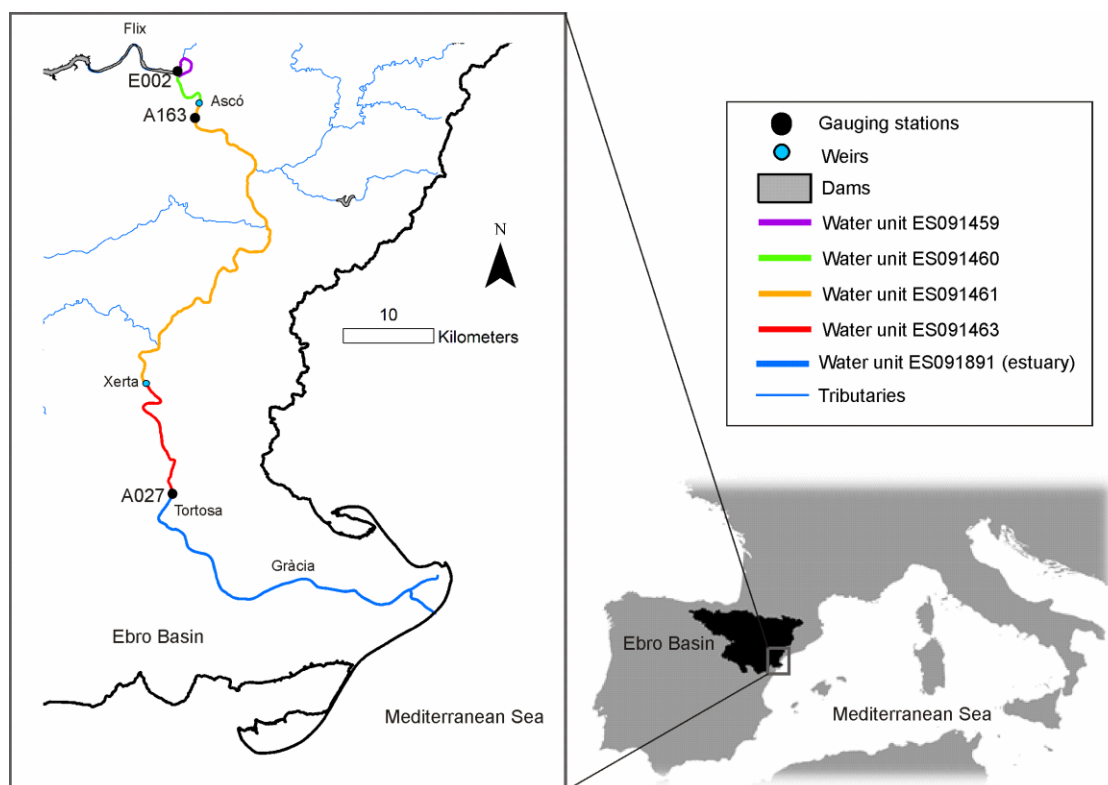 Flix
E002
Ascó
A163
N
10
Kilometers
Xerta
A027
Tortosa
Gràcia
Ebro Basin
Mediterranean Sea
Gauging stations
Weirs
Dams
Water unit ES091459
Water unit ES091460
Water unit ES091461
Water unit ES091463
Water unit ES091891 (estuary)
Tributaries
Ebro Basin
Mediterranean Sea